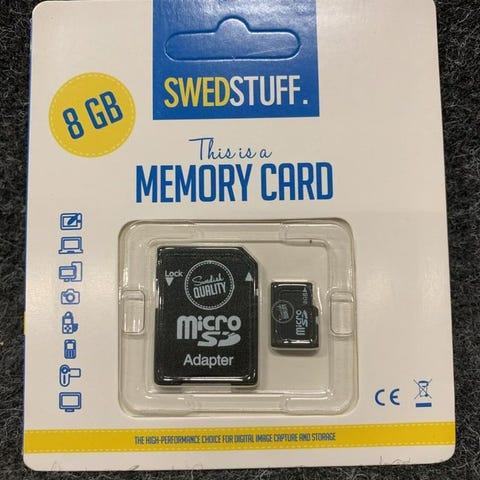 8 GB
SWEDSTUFF.
This is a
MEMORY CARD
Lock
Swedish
QUALITY
micro
SD
Adapter
8GB
CE
THE HIGH-PERFORMANCE CHOICE FOR DIGITAL IMAGE CAPTURE AND STORAGE